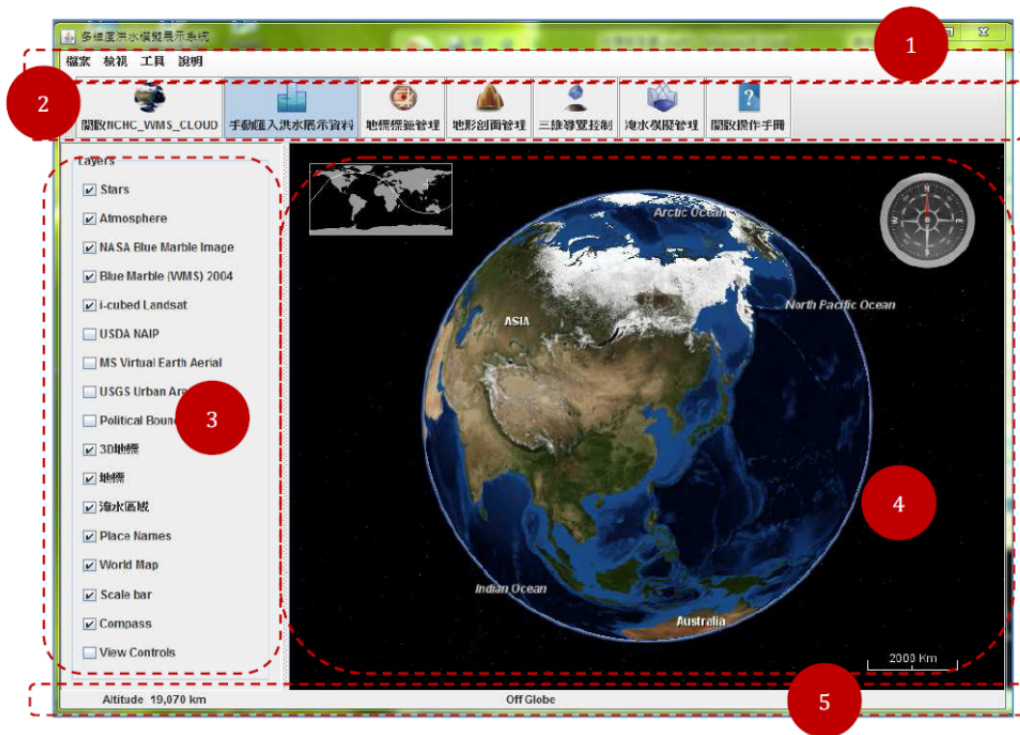 多維度洪水模擬展示系統
1
檔案 檢視 工具 說明
2
開啟NCHC_WMS_CLOUD 手動匯入洪水展示資料 地標標籤管理 地形剖面管理 三維導覽控制 淹水模擬管理 開啟操作手冊
Layers
Stars
Atmosphere
NASA Blue Marble Image
Blue Marble (WMS) 2004
i-cubed Landsat
USDA NAIP
MS Virtual Earth Aerial
USGS Urban
Political
3
3D地標
地標
淹水區域
Place Names
World Map
Scale bar
Compass
View Controls
N
E
S
W
Arctic Ocean
North Pacific Ocean
ASIA
4
Indian Ocean
Australia
2000 Km
Altitude 19,070 km
Off Globe
5